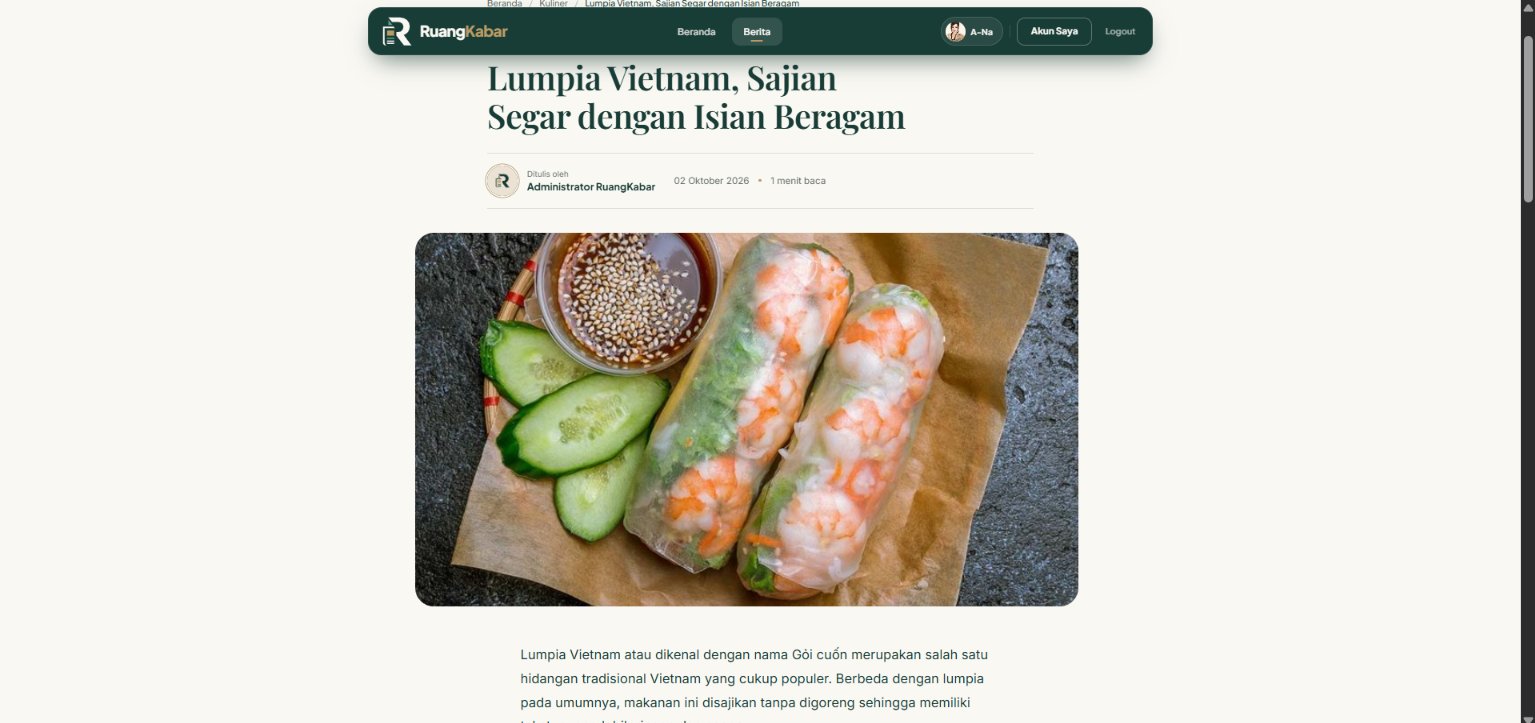 Beranda / Kuliner / Lumpia Vietnam, Sajian Segar dengan Isian Beragam
RuangKabar
Beranda
Berita
A-Na
Akun Saya
Logout
Lumpia Vietnam, Sajian
Segar dengan Isian Beragam
Ditulis oleh
Administrator RuangKabar
02 Oktober 2026 • 1 menit baca
Lumpia Vietnam atau dikenal dengan nama Gỏi cuốn merupakan salah satu
hidangan tradisional Vietnam yang cukup populer. Berbeda dengan lumpia
pada umumnya, makanan ini disajikan tanpa digoreng sehingga memiliki